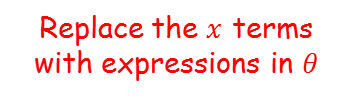 Replace the x terms
with expressions in θ